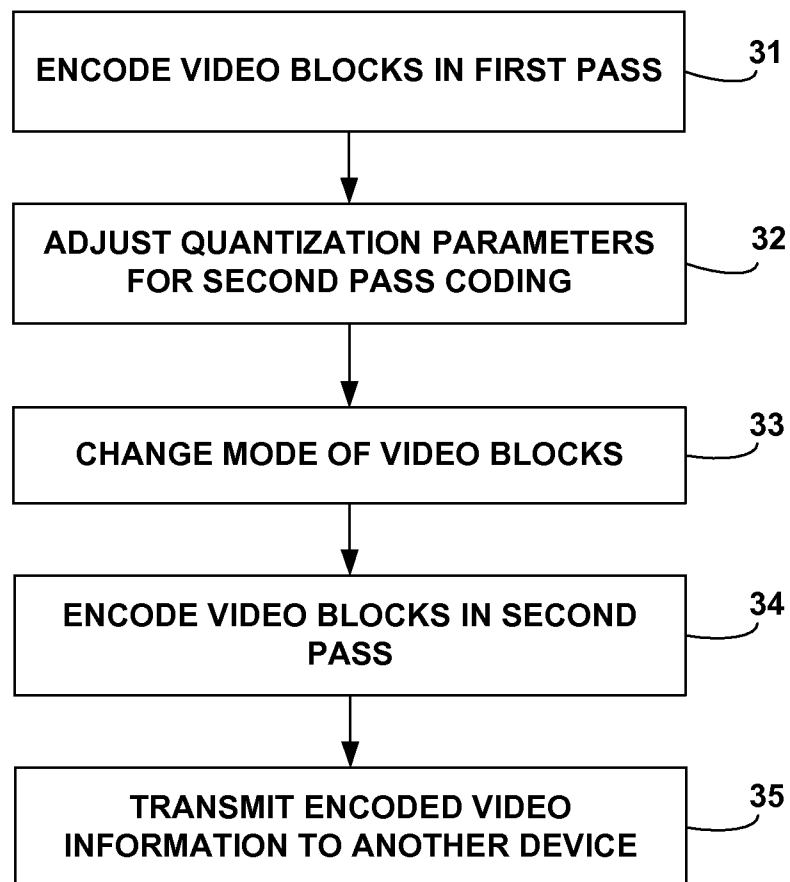 ENCODE VIDEO BLOCKS IN FIRST PASS
31
ADJUST QUANTIZATION PARAMETERS
FOR SECOND PASS CODING
32
CHANGE MODE OF VIDEO BLOCKS
33
ENCODE VIDEO BLOCKS IN SECOND
PASS
34
TRANSMIT ENCODED VIDEO
INFORMATION TO ANOTHER DEVICE
35